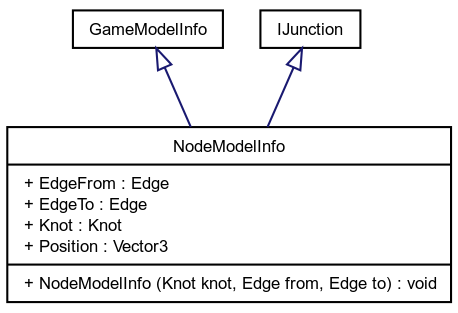 GameModelInfo
IJunction
NodeModelInfo
+ EdgeFrom : Edge
+ EdgeTo : Edge
+ Knot : Knot
+ Position : Vector3
+ NodeModelInfo (Knot knot, Edge from, Edge to) : void